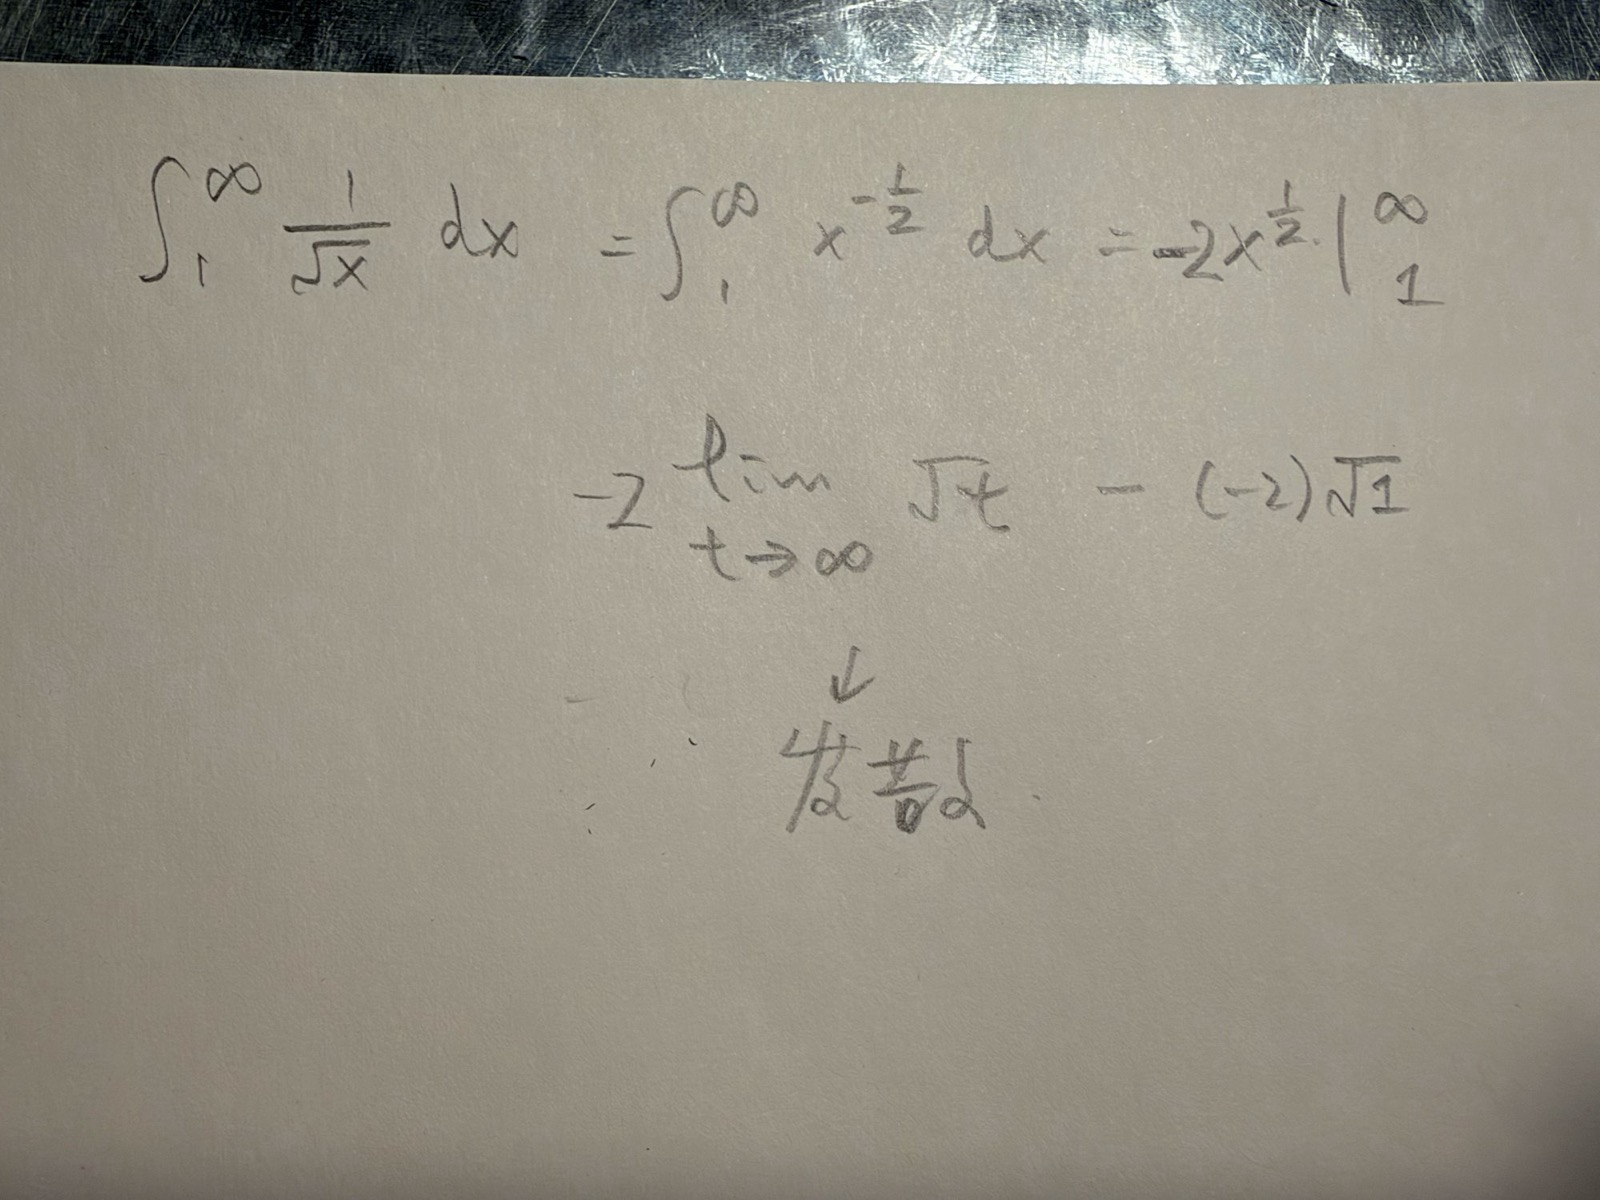 ∫₁^∞ 1/√x dx = ∫₁^∞ x^(-1/2) dx = -2x^(1/2) |₁^∞
-2 lim_{t→∞} √t - (-2)√1
↓
发散